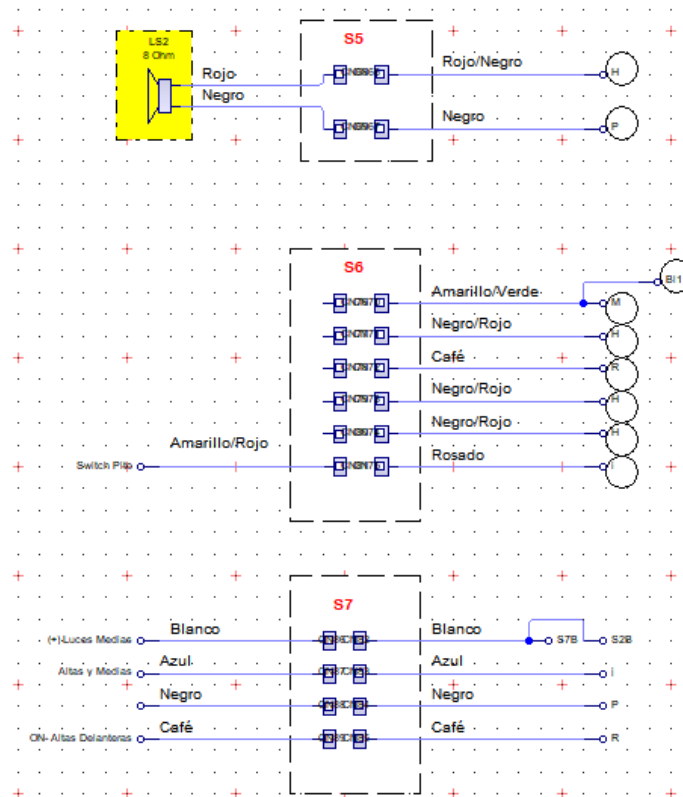 S5
LS2
8 Ohm
Rojo
Negro
Rojo/Negro
H
Negro
P
S6
BI1
Amarillo/Verde
M
Negro/Rojo
H
Café
R
Negro/Rojo
H
Negro/Rojo
H
Amarillo/Rojo
Rosado
Switch Pito
I
S7
(+)-Luces Medias
Blanco
Blanco
S7B
S2B
Altas y Medias
Azul
Azul
I
Negro
Negro
P
ON- Altas Delanteras
Café
Café
R